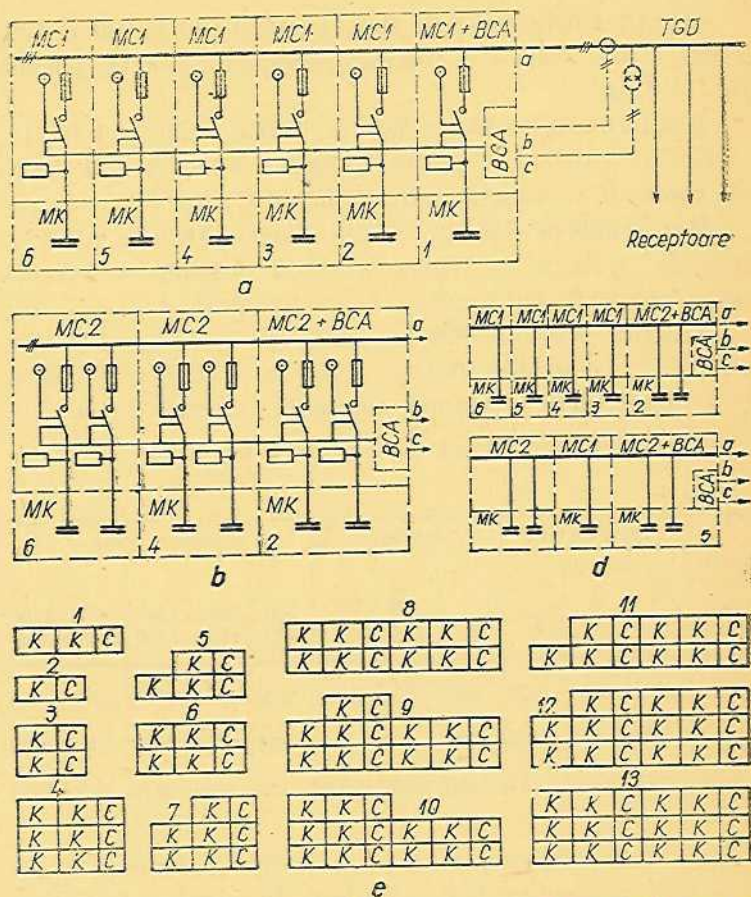 MC1 MC1 MC1 MC1 MC1 MC1 + BCA TGD
a
BCA
b
c
MK MK MK MK MK MK
6 5 4 3 2 1
Receptoare
a
MC2 MC2 MC2 + BCA
a
b
BCA
c
MK MK MK
6 4 2
b
MC1 MC1 MC1 MC1 MC2+BCA
a
b
BCA
c
MK MK MK MK MK
6 5 4 3 2
MC2 MC1 MC2+BCA
a
b
BCA
c
MK MK MK
5
d
1
K K C
2
K C
3
K C
K C
4
K K C
K K C
K K C
5
K C
K K C
6
K K C
K K C
7
K C
K K C
K K C
8
K K C K K C
K K C K K C
9
K C
K K C K K C
K K C K K C
10
K K C
K K C K K C
K K C K K C
11
K C K K C
K K C K K C
12
K C K K C
K K C K K C
K K C K K C
13
K K C K K C
K K C K K C
K K C K K C
e